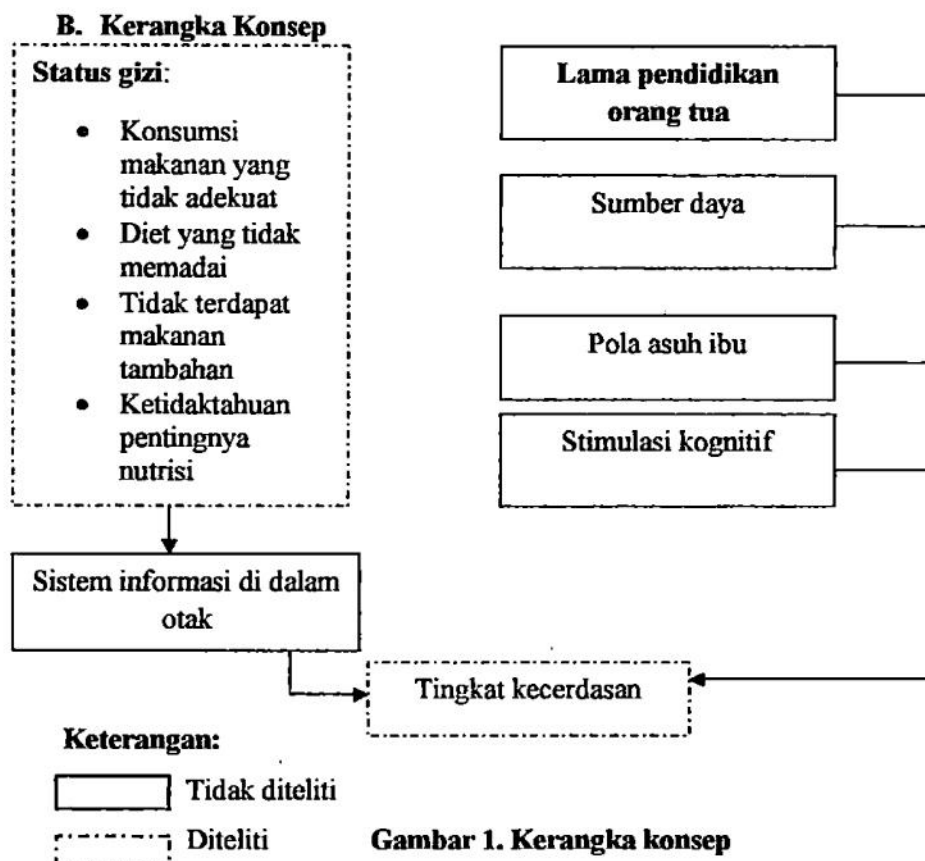 B. Kerangka Konsep
Status gizi:
• Konsumsi
makanan yang
tidak adekuat
• Diet yang tidak
memadai
• Tidak terdapat
makanan
tambahan
• Ketidaktahuan
pentingnya
nutrisi
Lama pendidikan
orang tua
Sumber daya
Pola asuh ibu
Stimulasi kognitif
Sistem informasi di dalam
otak
Tingkat kecerdasan
Keterangan:
Tidak diteliti
Diteliti
Gambar 1. Kerangka konsep